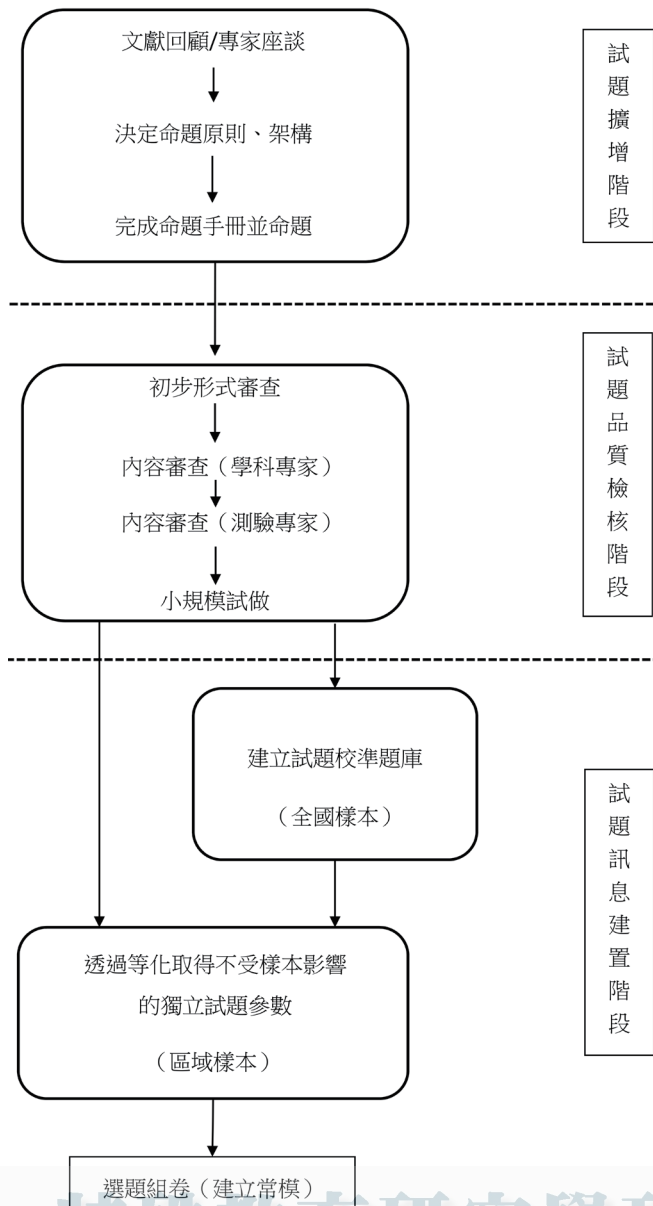 文獻回顧/專家座談
決定命題原則、架構
完成命題手冊並命題
試題擴增階段
初步形式審查
內容審查（學科專家）
內容審查（測驗專家）
小規模試做
試題品質檢核階段
建立試題校準題庫
（全國樣本）
透過等化取得不受樣本影響
的獨立試題參數
（區域樣本）
試題訊息建置階段
選題組卷（建立常模）